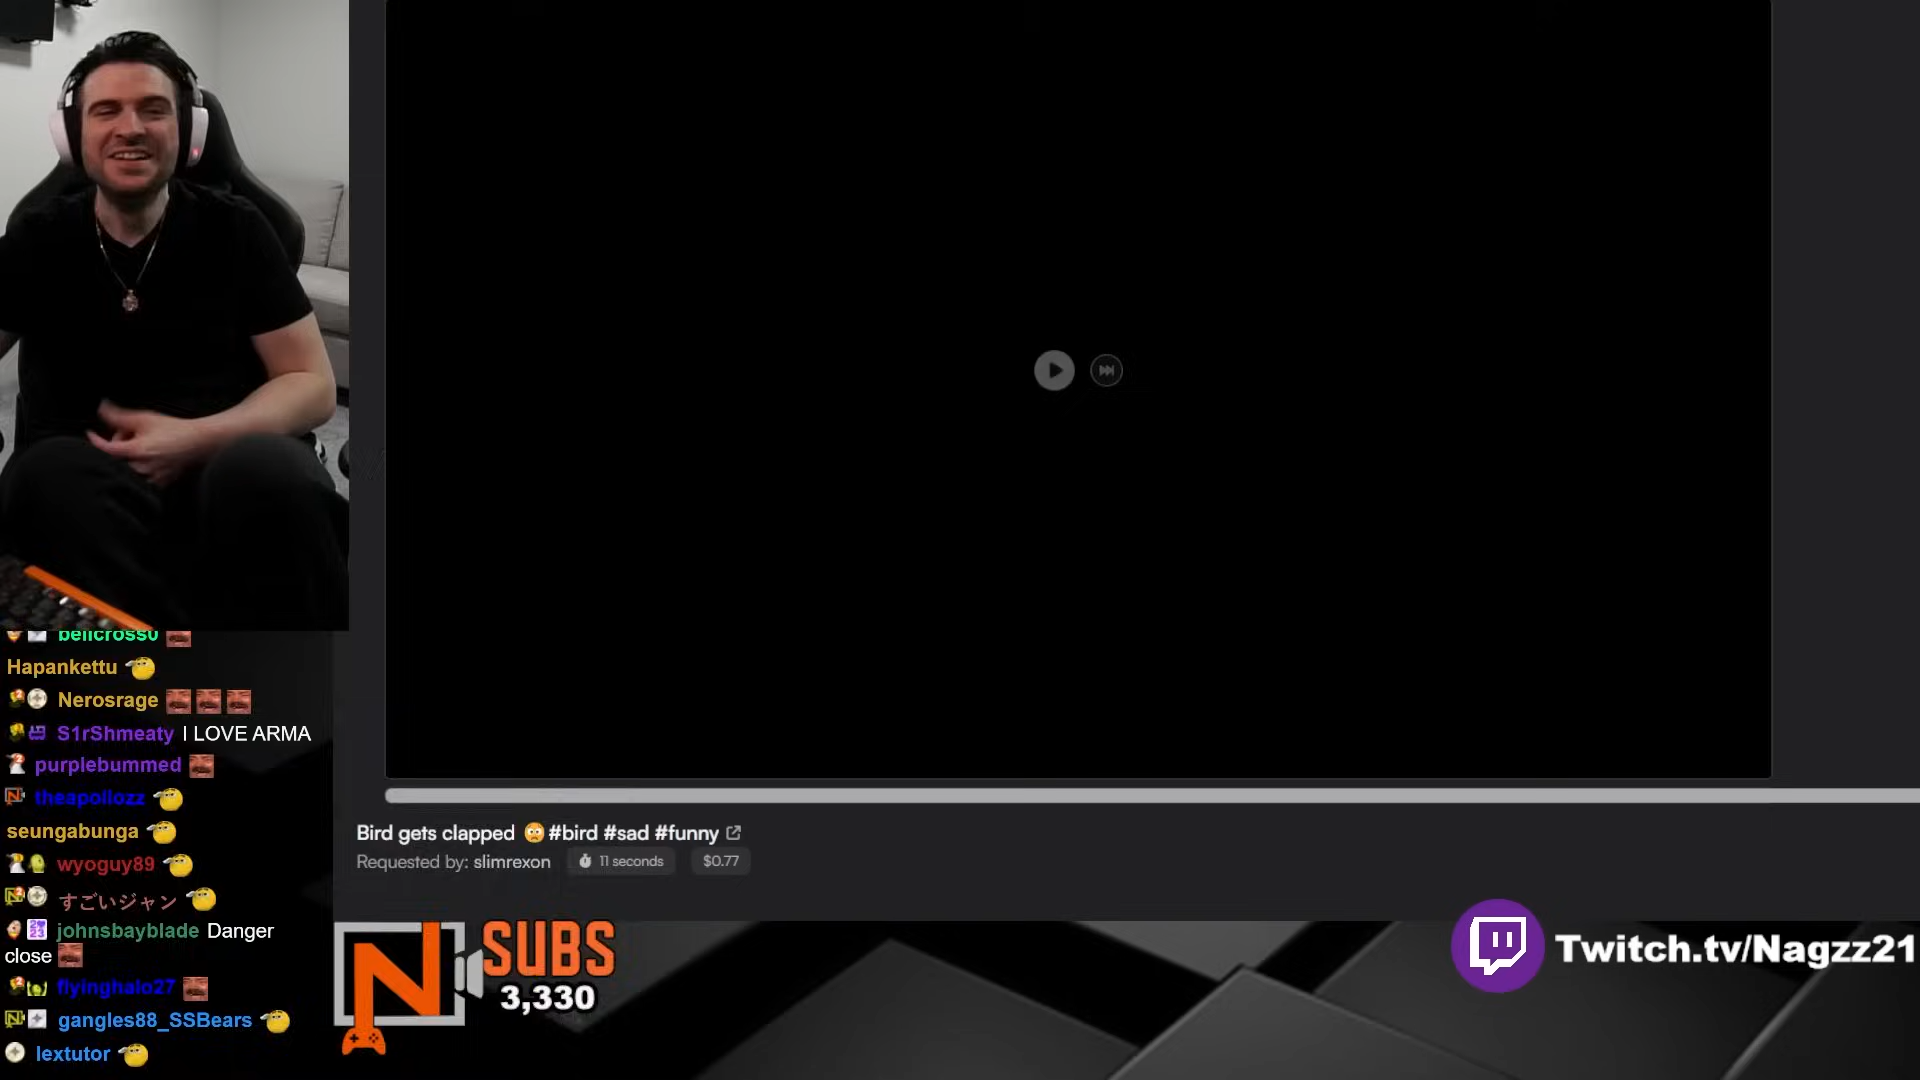 bellcross0
Hapankettu
Nerosrage
S1rShmeaty I LOVE ARMA
purplebummed
theapollozz
seungabunga
wyoguy89
すごいジャン
johnsbayblade Danger
close
flyinghalo27
gangles88_SSBears
lextutor
Bird gets clapped 😳 #bird #sad #funny
Requested by: slimrexon 11 seconds $0.77
SUBS
3,330
Twitch.tv/Nagzz21